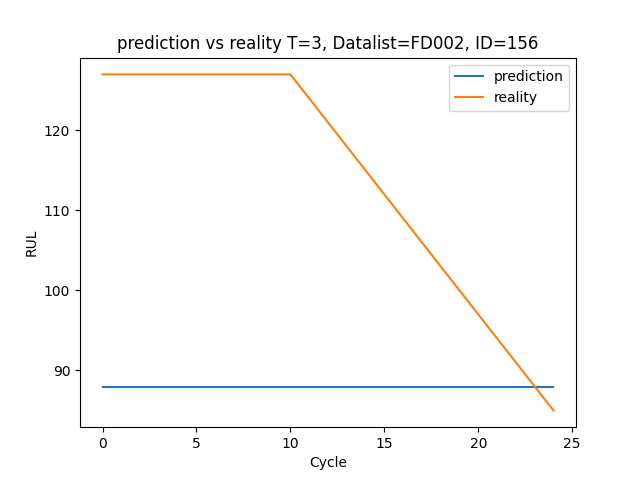 prediction vs reality T=3, Datalist=FD002, ID=156
prediction
reality
120
110
100
90
RUL
0 5 10 15 20 25
Cycle